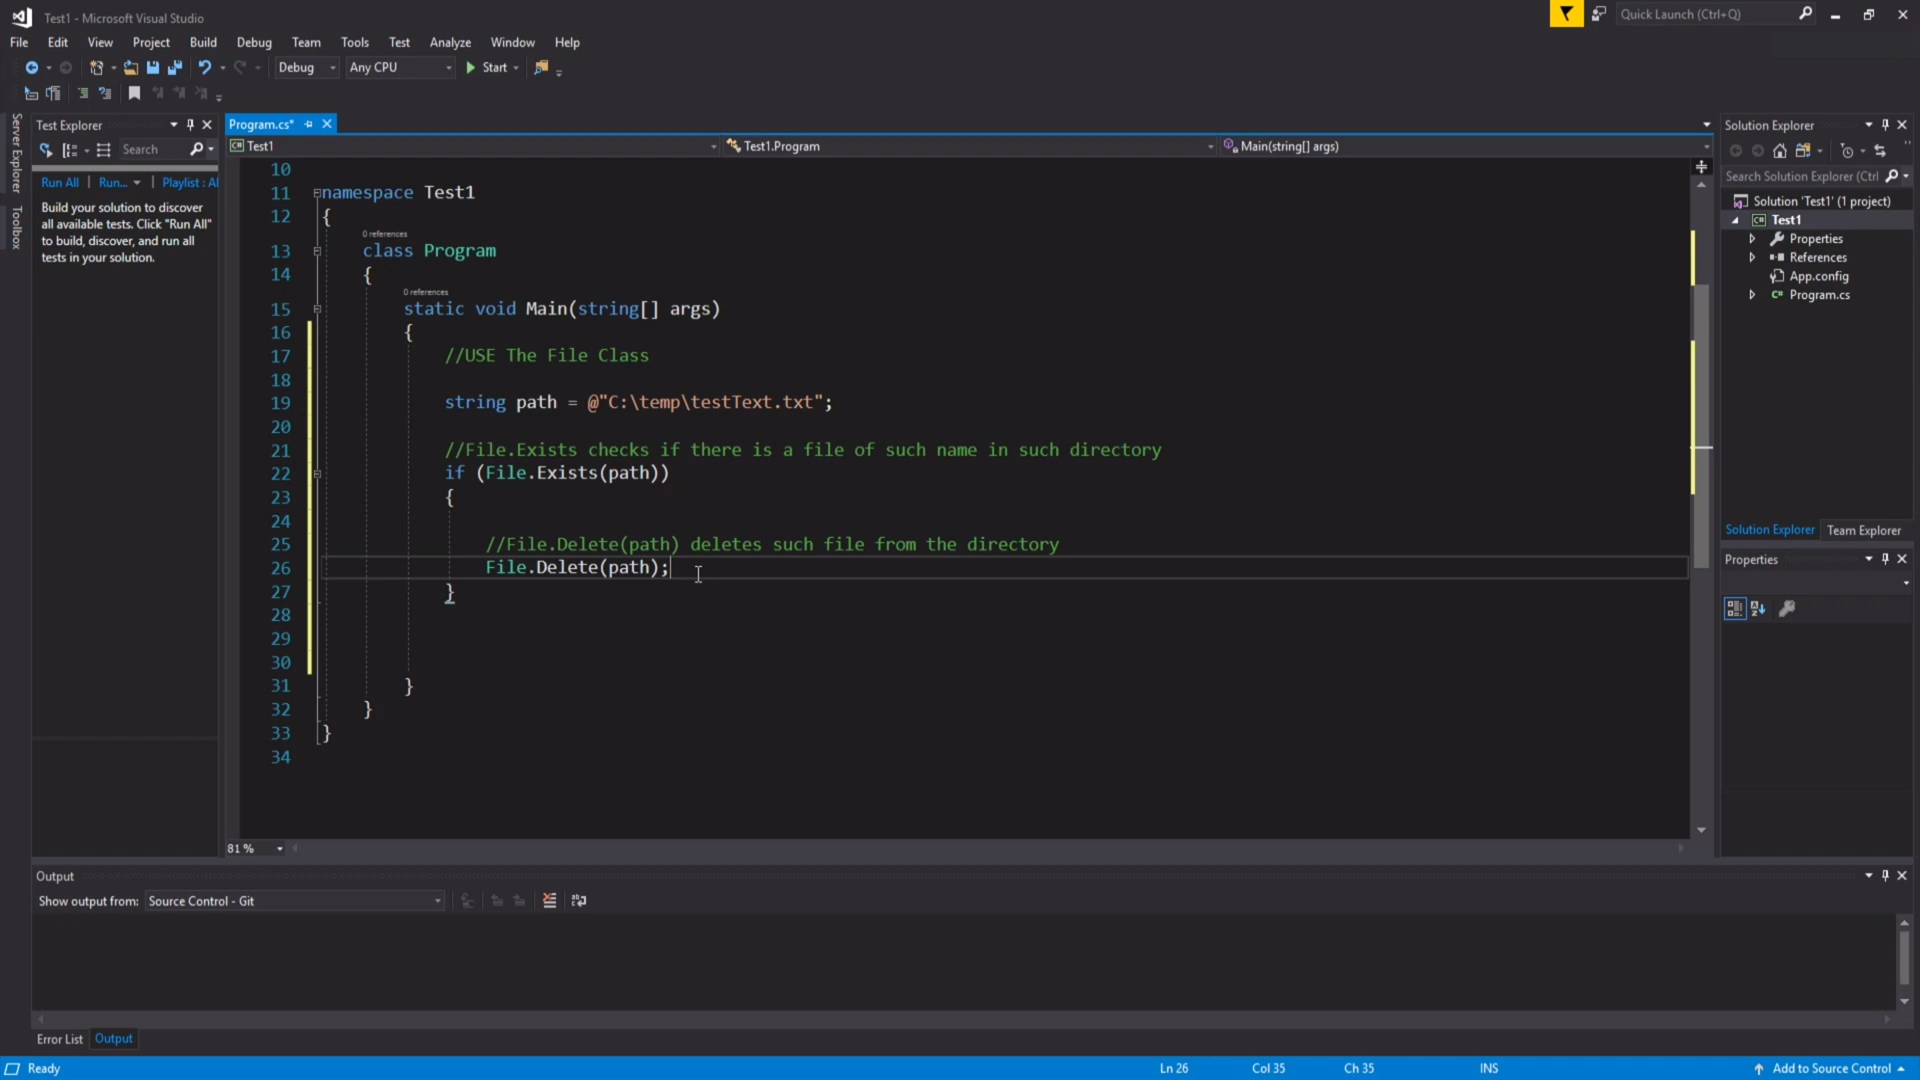 Test1 - Microsoft Visual Studio
Quick Launch (Ctrl+Q)
File Edit View Project Build Debug Team Tools Test Analyze Window Help
Debug Any CPU Start
Server Explorer
Toolbox
Test Explorer
Search
Run All | Run... | Playlist : Al
Build your solution to discover
all available tests. Click "Run All"
to build, discover, and run all
tests in your solution.
Program.cs*
Test1 Test1.Program Main(string[] args)
10
11 namespace Test1
12 {
0 references
13 class Program
14 {
0 references
15 static void Main(string[] args)
16 {
17 //USE The File Class
18
19 string path = @"C:\temp\testText.txt";
20
21 //File.Exists checks if there is a file of such name in such directory
22 if (File.Exists(path))
23 {
24
25 //File.Delete(path) deletes such file from the directory
26 File.Delete(path);
27 }
28
29
30
31 }
32 }
33 }
34
81 %
Solution Explorer
Search Solution Explorer (Ctrl
Solution 'Test1' (1 project)
C# Test1
Properties
References
App.config
C# Program.cs
Solution Explorer Team Explorer
Properties
Output
Show output from: Source Control - Git
Error List Output
Ready Ln 26 Col 35 Ch 35 INS Add to Source Control